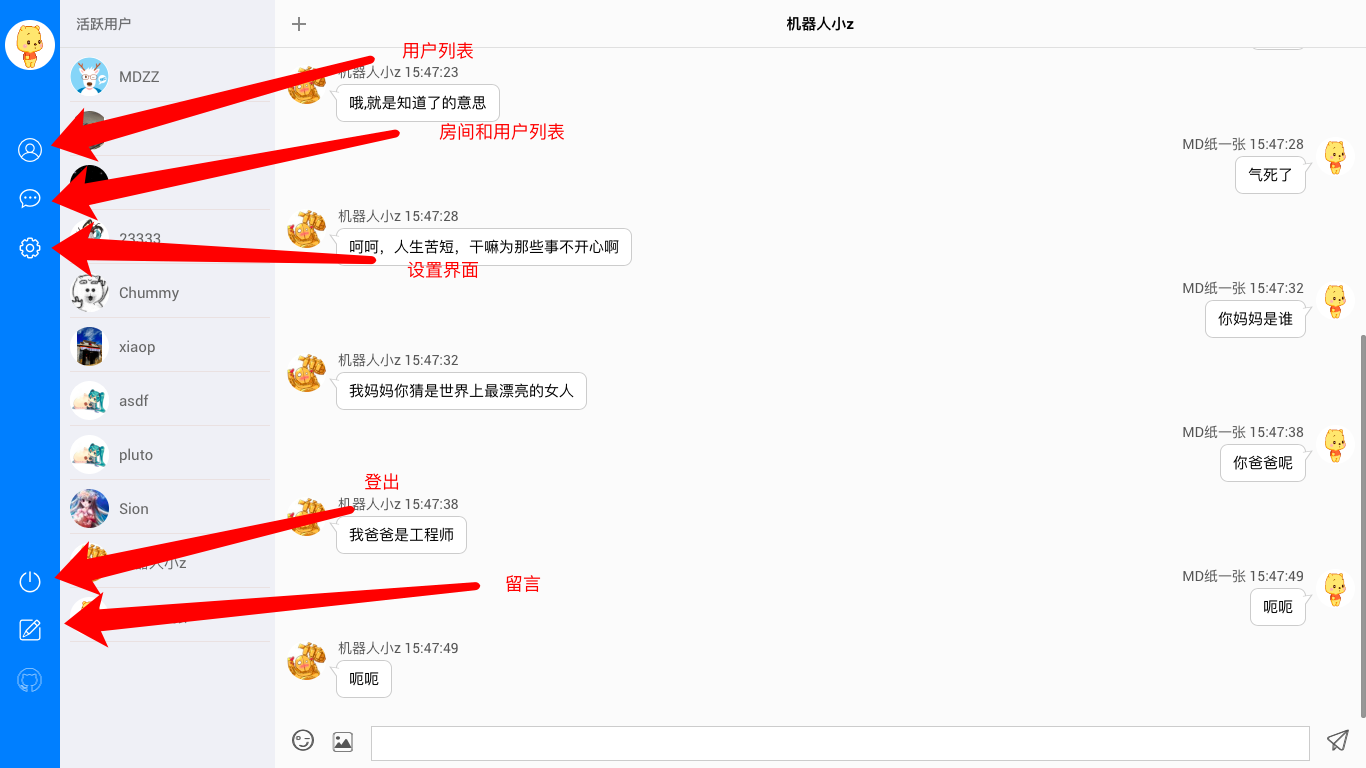 活跃用户
MDZZ
23333
Chummy
xiaop
asdf
pluto
Sion
器人小z
机器人小z
用户列表
机器人小z 15:47:23
哦,就是知道了的意思
房间和用户列表
MD纸一张 15:47:28
气死了
机器人小z 15:47:28
呵呵，人生苦短，干嘛为那些事不开心啊
设置界面
MD纸一张 15:47:32
你妈妈是谁
机器人小z 15:47:32
我妈妈你猜是世界上最漂亮的女人
MD纸一张 15:47:38
你爸爸呢
登出
机器人小z 15:47:38
我爸爸是工程师
留言
MD纸一张 15:47:49
呃呃
机器人小z 15:47:49
呃呃